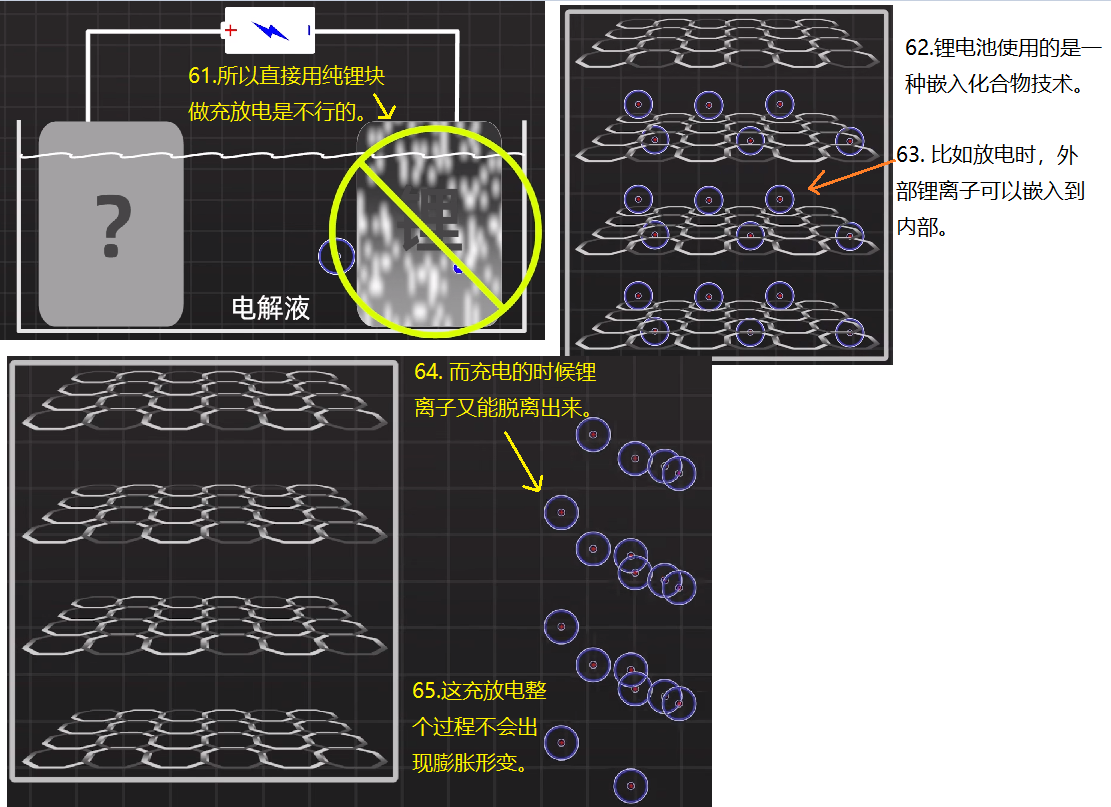 +
61.所以直接用纯锂块
做充放电是不行的。
?
锂
电解液
62.锂电池使用的是一
种嵌入化合物技术。
63. 比如放电时，外
部锂离子可以嵌入到
内部。
64. 而充电的时候锂
离子又能脱离出来。
65.这充放电整
个过程不会出
现膨胀形变。